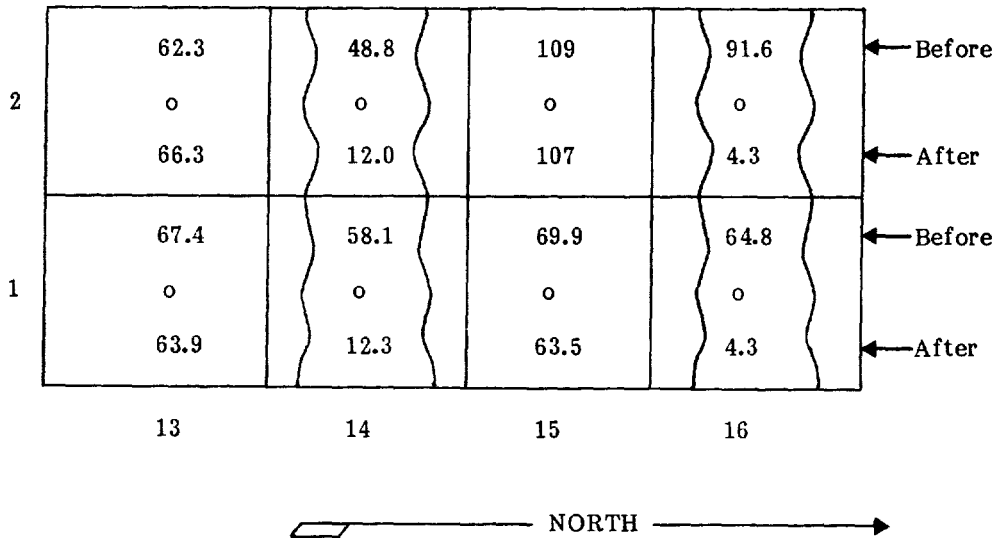 62.3 48.8 109 91.6 Before
2 o o o o
66.3 12.0 107 4.3 After
67.4 58.1 69.9 64.8 Before
1 o o o o
63.9 12.3 63.5 4.3 After
13 14 15 16
NORTH